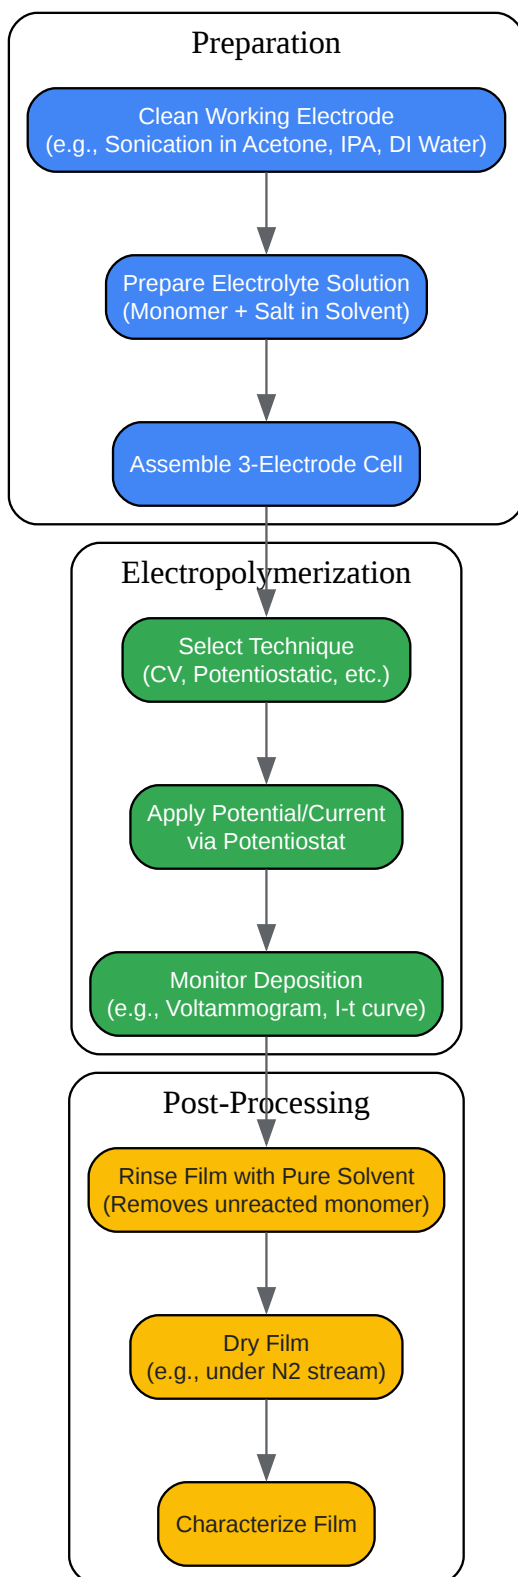 Preparation
Clean Working Electrode
(e.g., Sonication in Acetone, IPA, DI Water)
Prepare Electrolyte Solution
(Monomer + Salt in Solvent)
Assemble 3-Electrode Cell
Electropolymerization
Select Technique
(CV, Potentiostatic, etc.)
Apply Potential/Current
via Potentiostat
Monitor Deposition
(e.g., Voltammogram, I-t curve)
Post-Processing
Rinse Film with Pure Solvent
(Removes unreacted monomer)
Dry Film
(e.g., under N2 stream)
Characterize Film